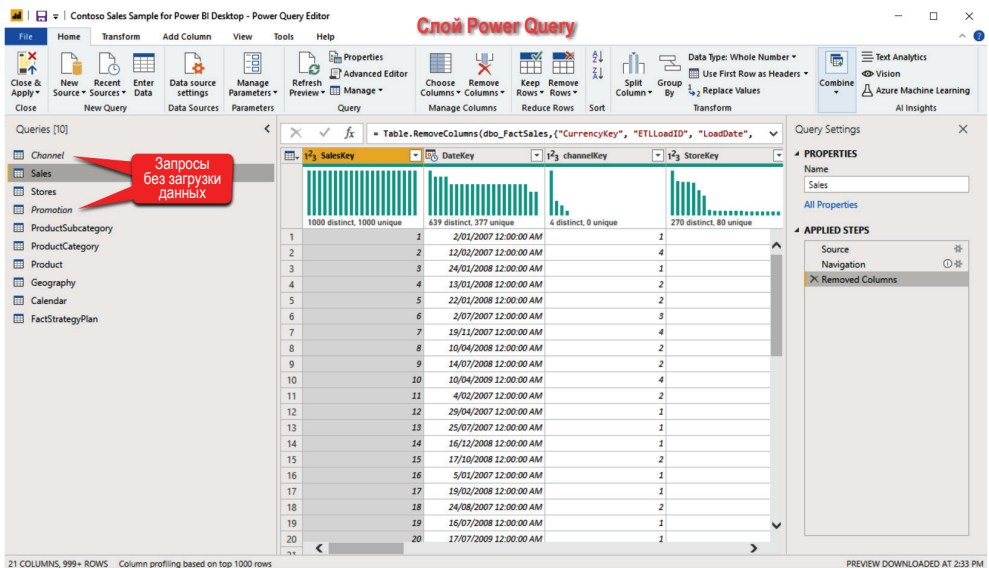 Contoso Sales Sample for Power BI Desktop - Power Query Editor
Слой Power Query
File Home Transform Add Column View Tools Help
Close & Apply
New Source
Recent Sources
Enter Data
Data source settings
Manage Parameters
Refresh Preview
Properties
Advanced Editor
Manage
Choose Columns
Remove Columns
Keep Rows
Remove Rows
Split Column
Group By
Data Type: Whole Number
Use First Row as Headers
Replace Values
Combine
Text Analytics
Vision
Azure Machine Learning
Close New Query Data Sources Parameters Query Manage Columns Reduce Rows Sort Transform AI Insights
Queries [10]
Channel
Sales
Stores
Promotion
ProductSubcategory
ProductCategory
Product
Geography
Calendar
FactStrategyPlan
Запросы
без загрузки
данных
fx = Table.RemoveColumns(dbo_FactSales,{"CurrencyKey", "ETLLoadID", "LoadDate",
SalesKey DateKey channelKey StoreKey
1000 distinct, 1000 unique 639 distinct, 377 unique 4 distinct, 0 unique 270 distinct, 80 unique
1 1 2/01/2007 12:00:00 AM 1
2 2 12/02/2007 12:00:00 AM 4
3 3 24/01/2008 12:00:00 AM 1
4 4 13/01/2008 12:00:00 AM 2
5 5 22/01/2008 12:00:00 AM 2
6 6 2/07/2007 12:00:00 AM 3
7 7 19/11/2007 12:00:00 AM 4
8 8 10/04/2008 12:00:00 AM 2
9 9 14/07/2008 12:00:00 AM 2
10 10 10/04/2009 12:00:00 AM 4
11 11 4/02/2007 12:00:00 AM 2
12 12 29/04/2007 12:00:00 AM 1
13 13 25/07/2007 12:00:00 AM 1
14 14 16/12/2008 12:00:00 AM 1
15 15 17/10/2008 12:00:00 AM 2
16 16 5/01/2007 12:00:00 AM 1
17 17 19/02/2008 12:00:00 AM 1
18 18 24/08/2007 12:00:00 AM 2
19 19 16/07/2008 12:00:00 AM 1
20 20 17/07/2009 12:00:00 AM 1
Query Settings
PROPERTIES
Name
Sales
All Properties
APPLIED STEPS
Source
Navigation
Removed Columns
21 COLUMNS, 999+ ROWS Column profiling based on top 1000 rows
PREVIEW DOWNLOADED AT 2:33 PM